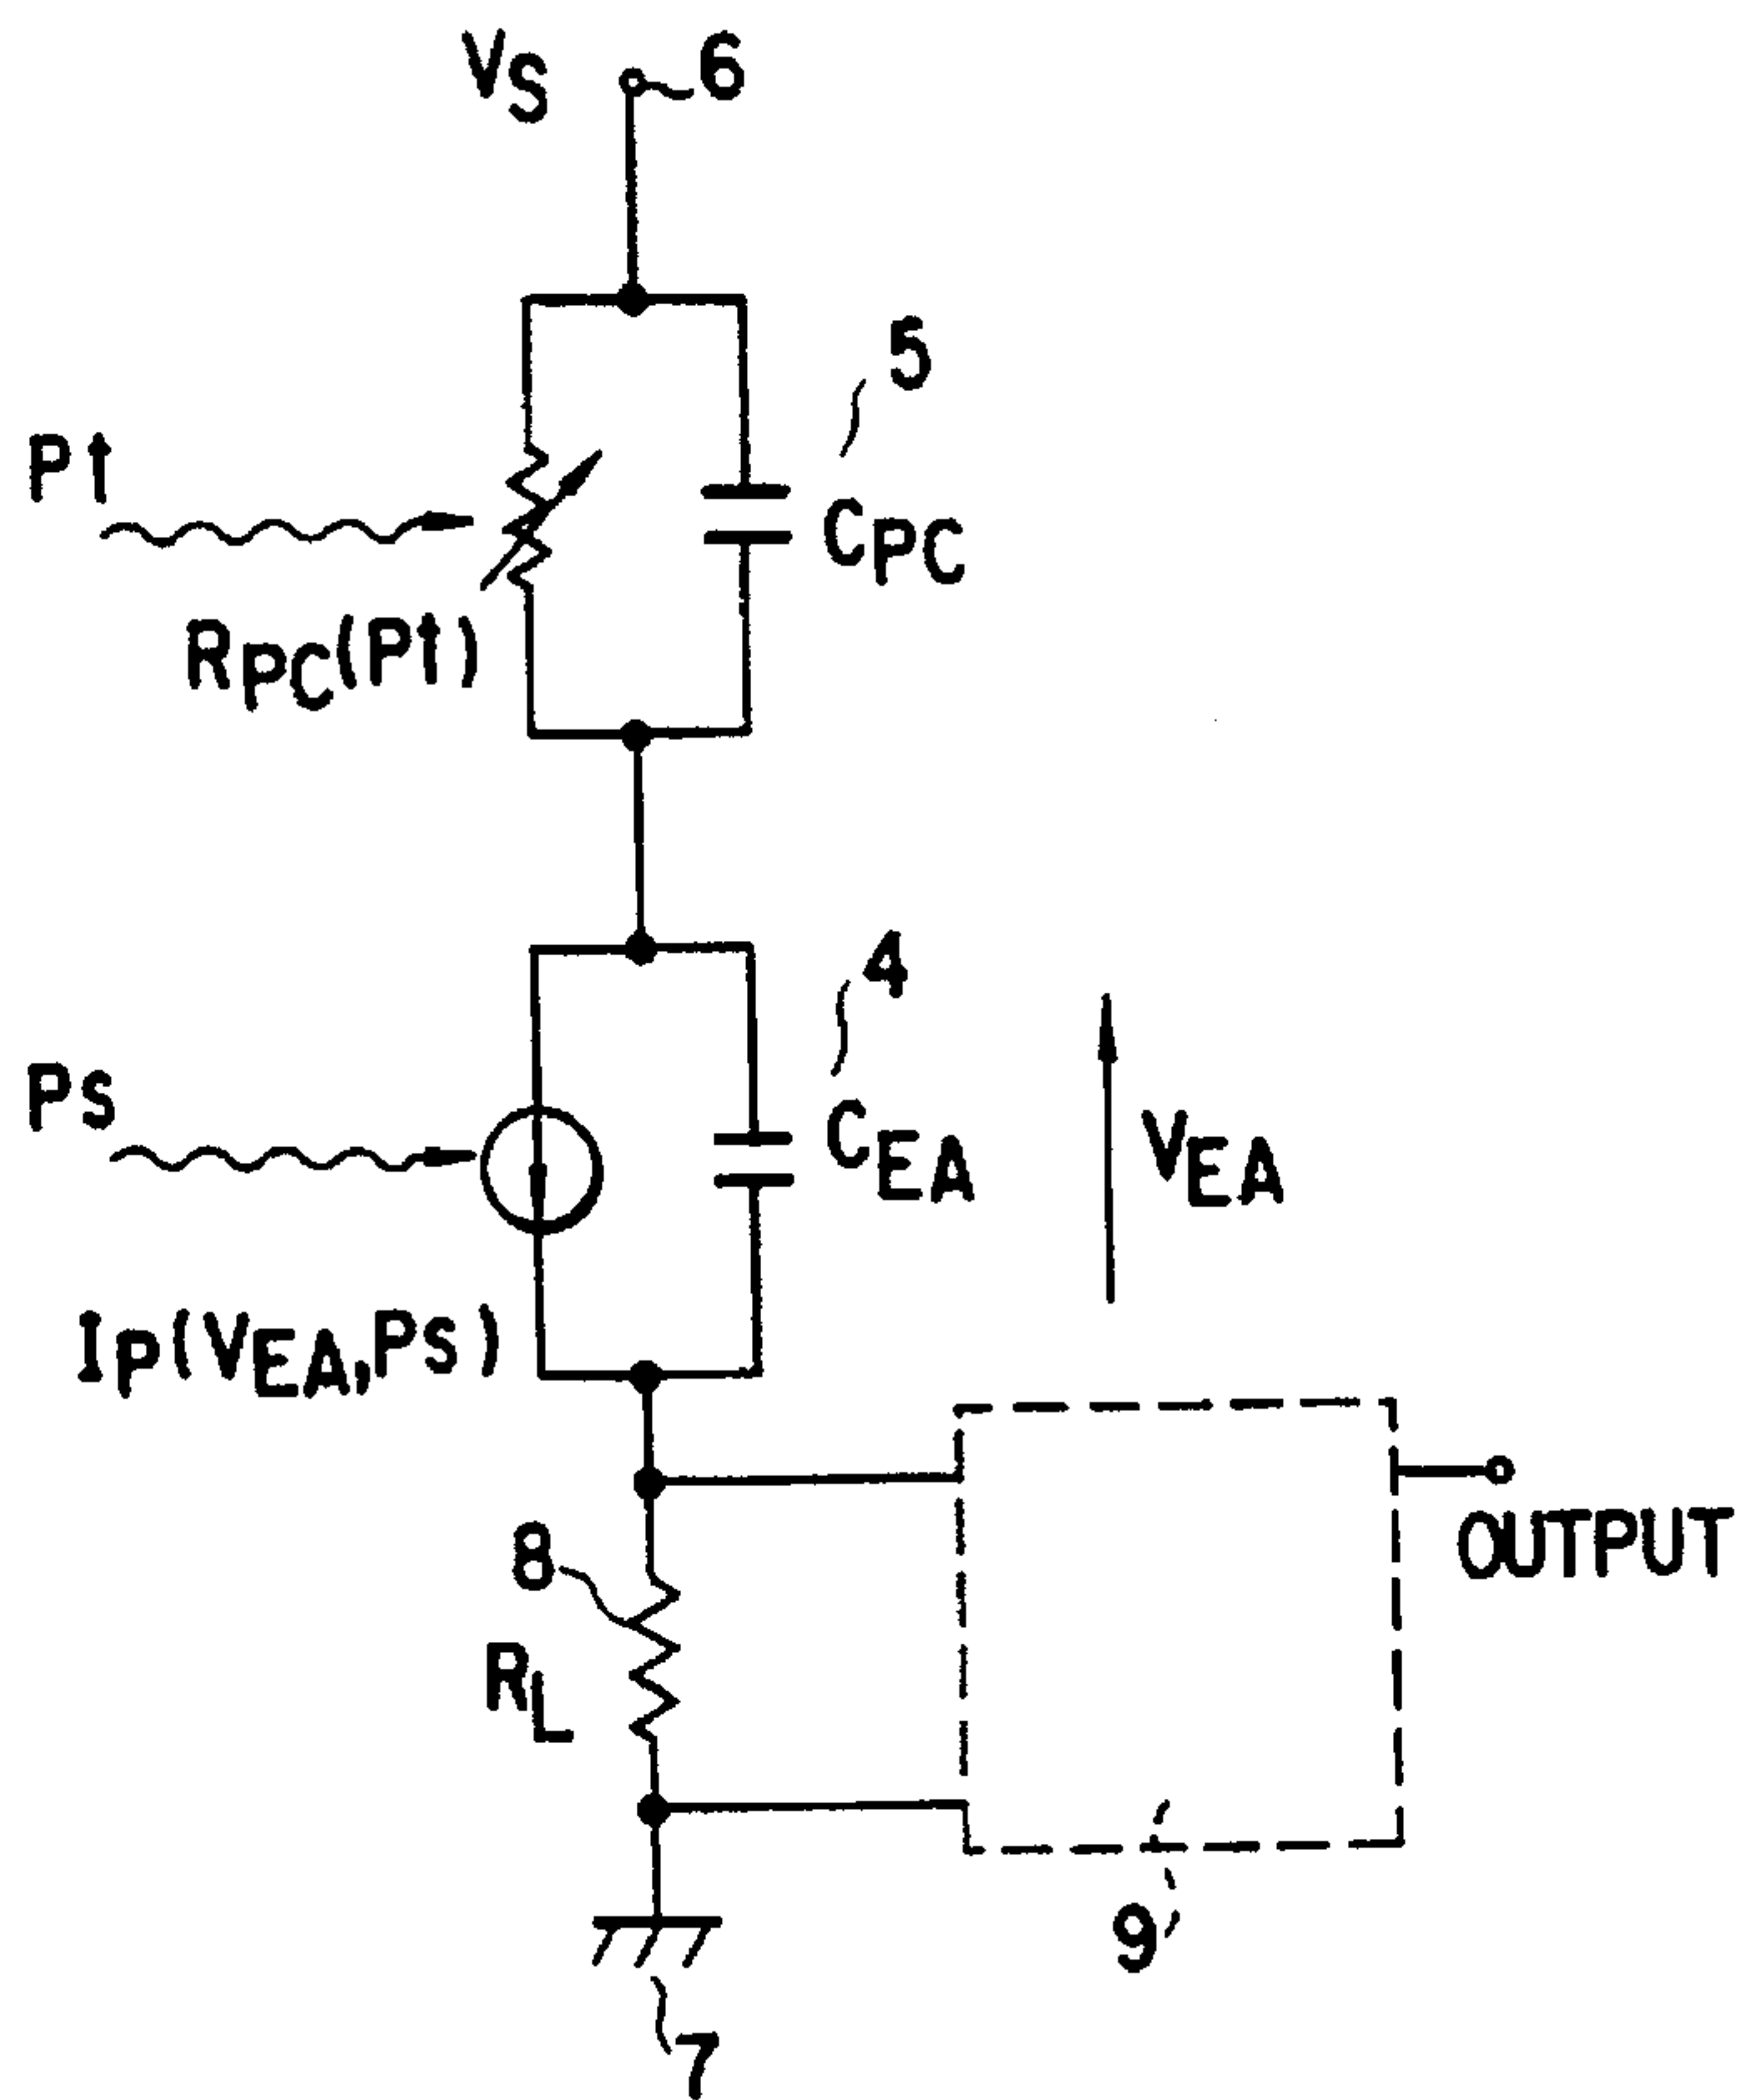 VS
6
5
Pt
CPC
RPC(Pt)
4
Ps
CEA
VEA
IP(VEA,Ps)
8
OUTPUT
RL
9'
7